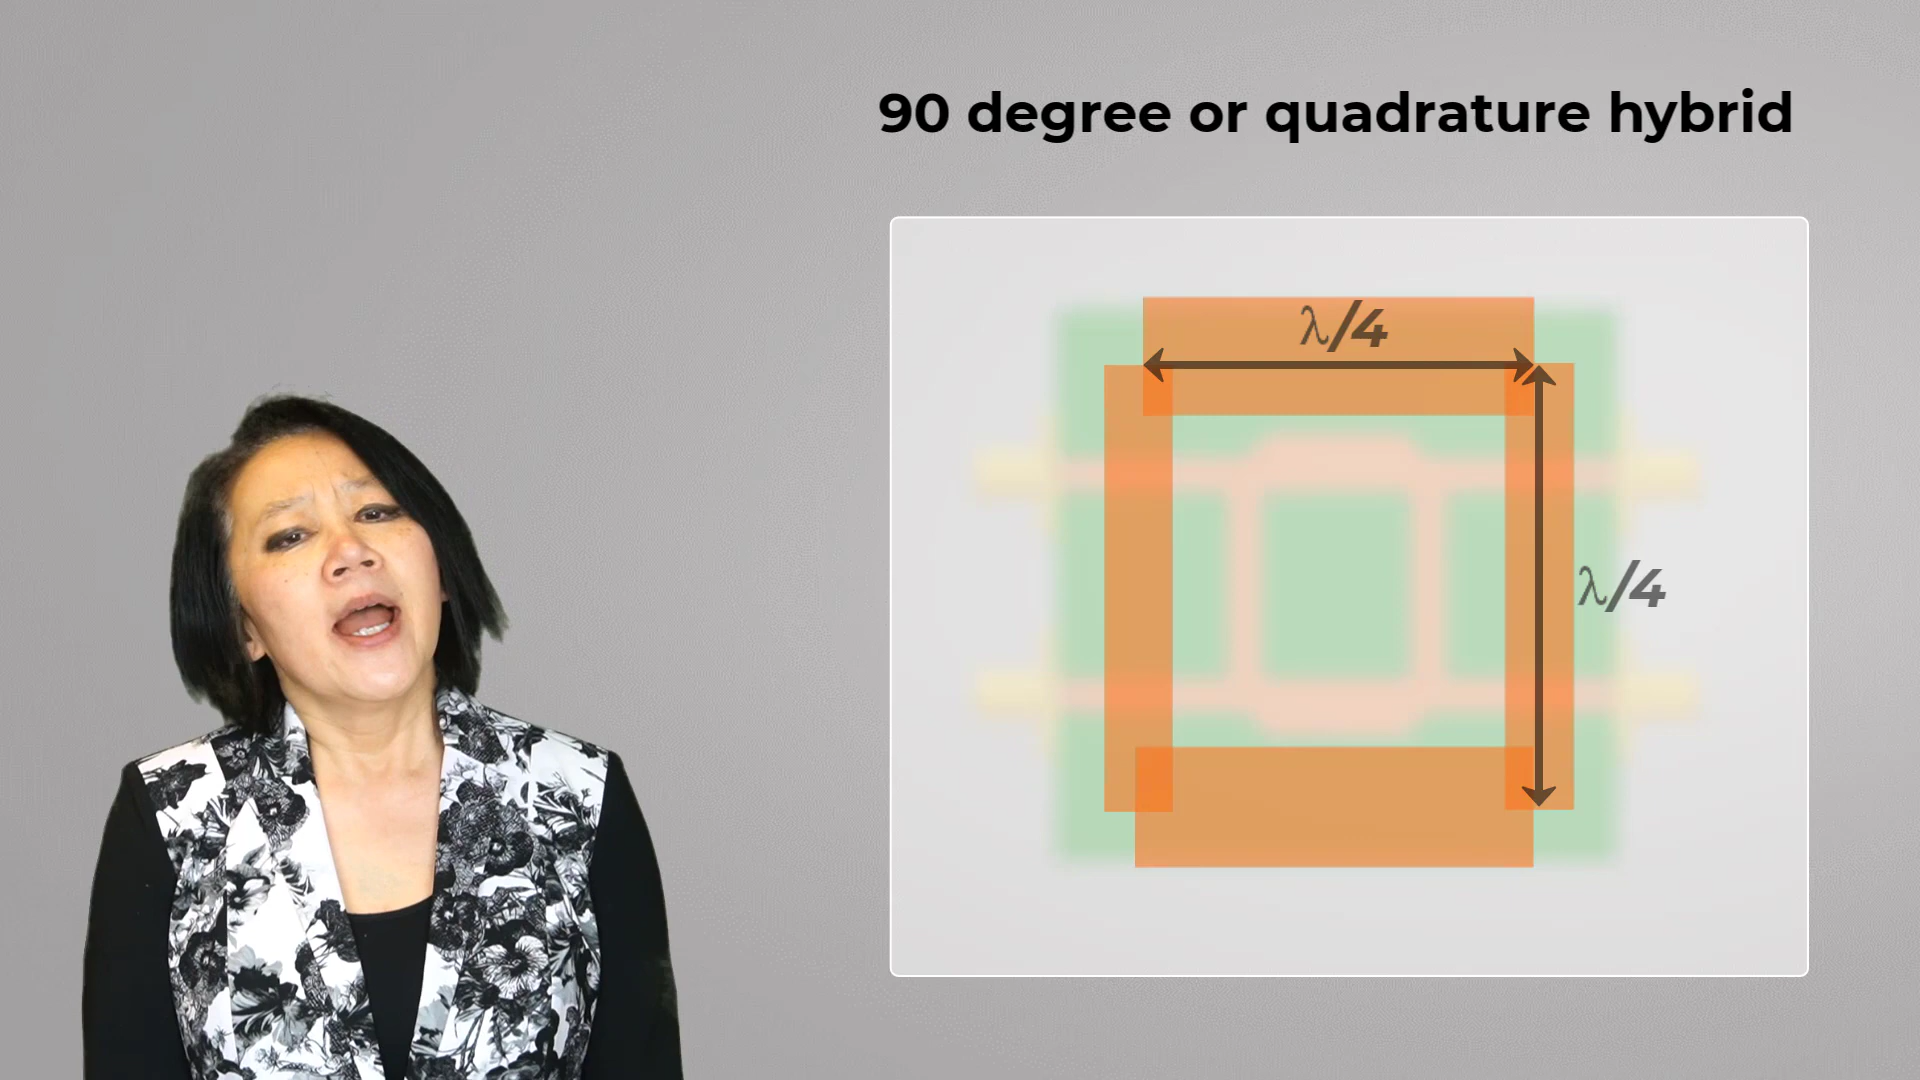 90 degree or quadrature hybrid
λ/4
λ/4